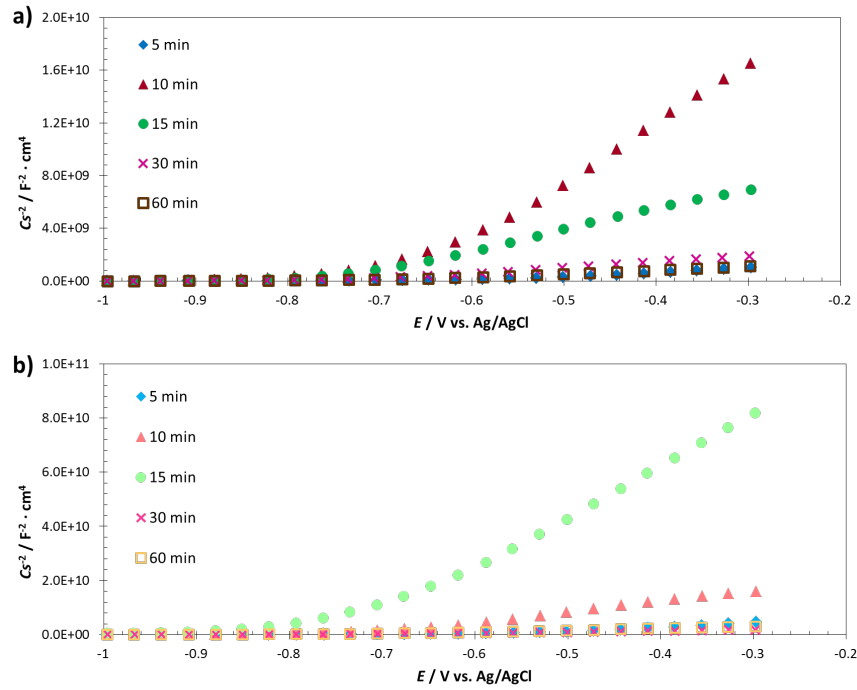 a)
2.0E+10
1.6E+10
1.2E+10
8.0E+09
4.0E+09
0.0E+00
Cs⁻² / F⁻² · cm⁴
5 min
10 min
15 min
30 min
60 min
-1 -0.9 -0.8 -0.7 -0.6 -0.5 -0.4 -0.3 -0.2
E / V vs. Ag/AgCl
b)
1.0E+11
8.0E+10
6.0E+10
4.0E+10
2.0E+10
0.0E+00
Cs⁻² / F⁻² · cm⁴
5 min
10 min
15 min
30 min
60 min
-1 -0.9 -0.8 -0.7 -0.6 -0.5 -0.4 -0.3 -0.2
E / V vs. Ag/AgCl